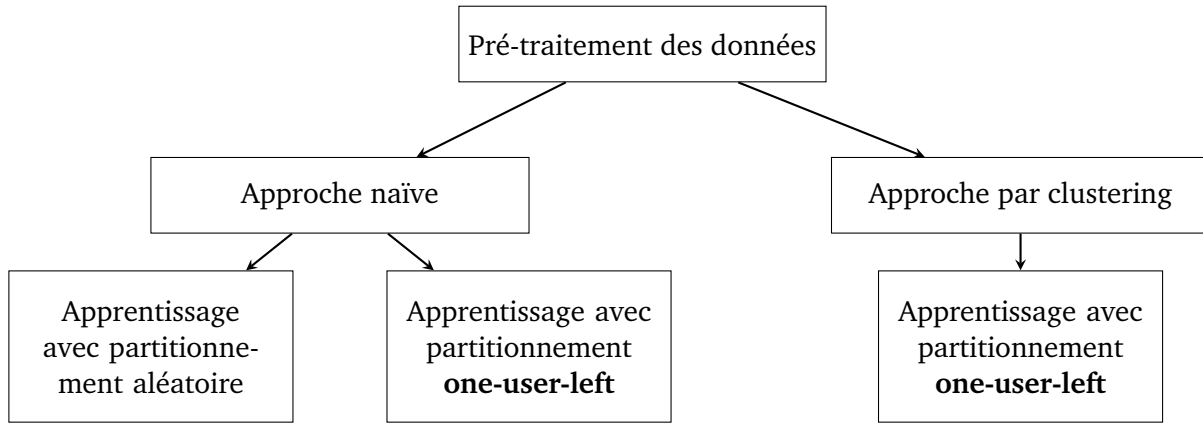 Pré-traitement des données
Approche naïve
Approche par clustering
Apprentissage
avec partitionne-
ment aléatoire
Apprentissage avec
partitionnement
one-user-left
Apprentissage avec
partitionnement
one-user-left